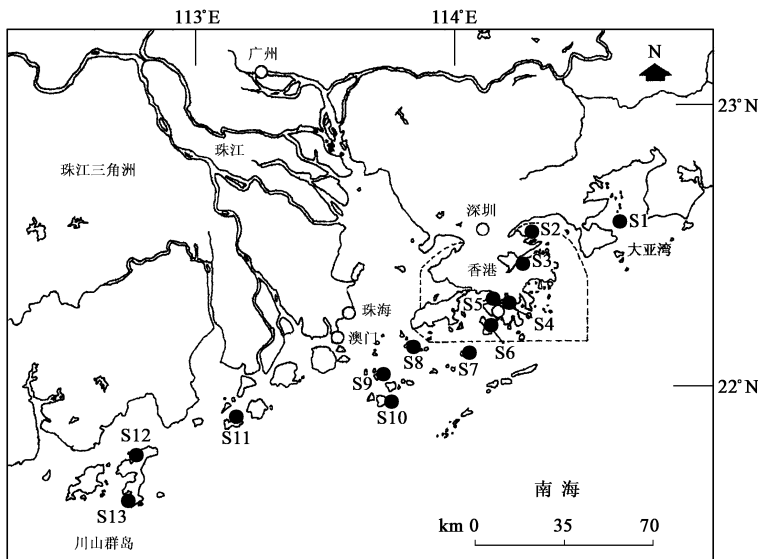 113°E 114°E
广州
N
23°N
珠江
珠江三角洲
深圳
S1
S2
大亚湾
S3
香港
S5
珠海
S4
澳门
S6
S8
S7
S9
22°N
S10
S11
S12
南海
S13
km 0 35 70
川山群岛